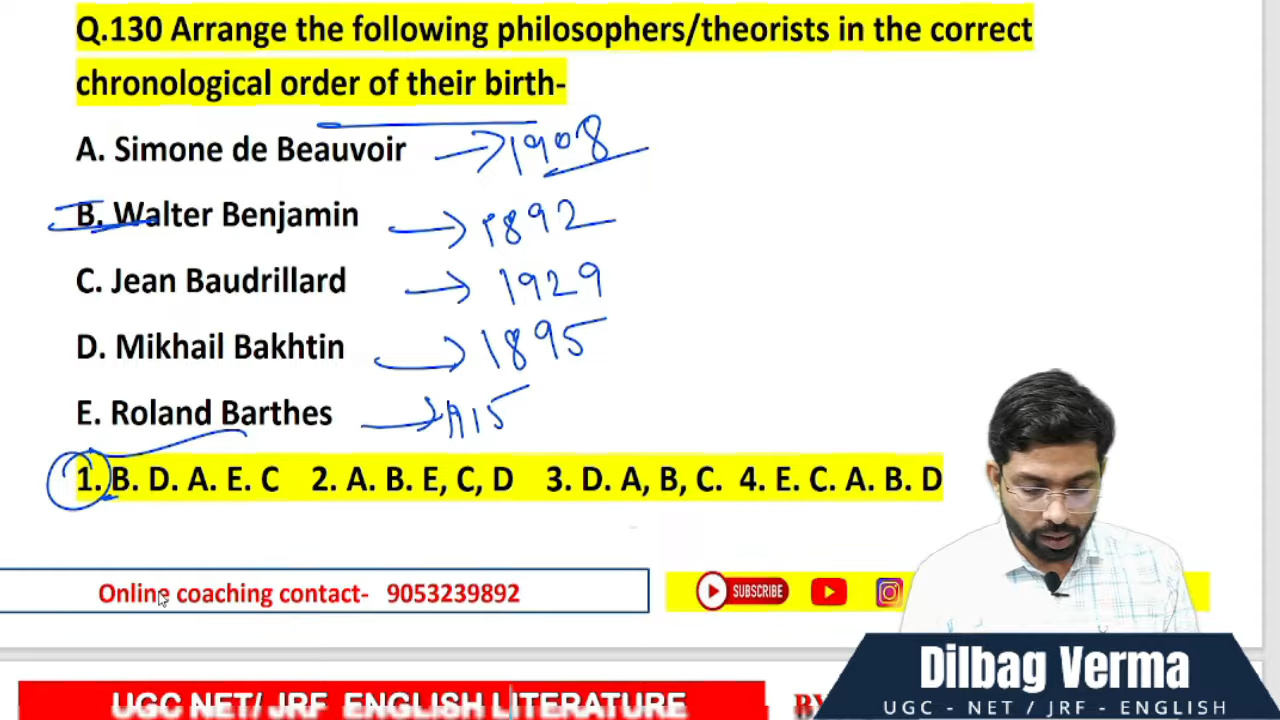 Q.130 Arrange the following philosophers/theorists in the correct
chronological order of their birth-
A. Simone de Beauvoir 1908
B. Walter Benjamin 1892
C. Jean Baudrillard 1929
D. Mikhail Bakhtin 1895
E. Roland Barthes 1915
1. B. D. A. E. C 2. A. B. E, C, D 3. D. A, B, C. 4. E. C. A. B. D
Online coaching contact- 9053239892
SUBSCRIBE
Dilbag Verma
UGC - NET / JRF - ENGLISH
UGC NET/ JRF ENGLISH LITERATURE